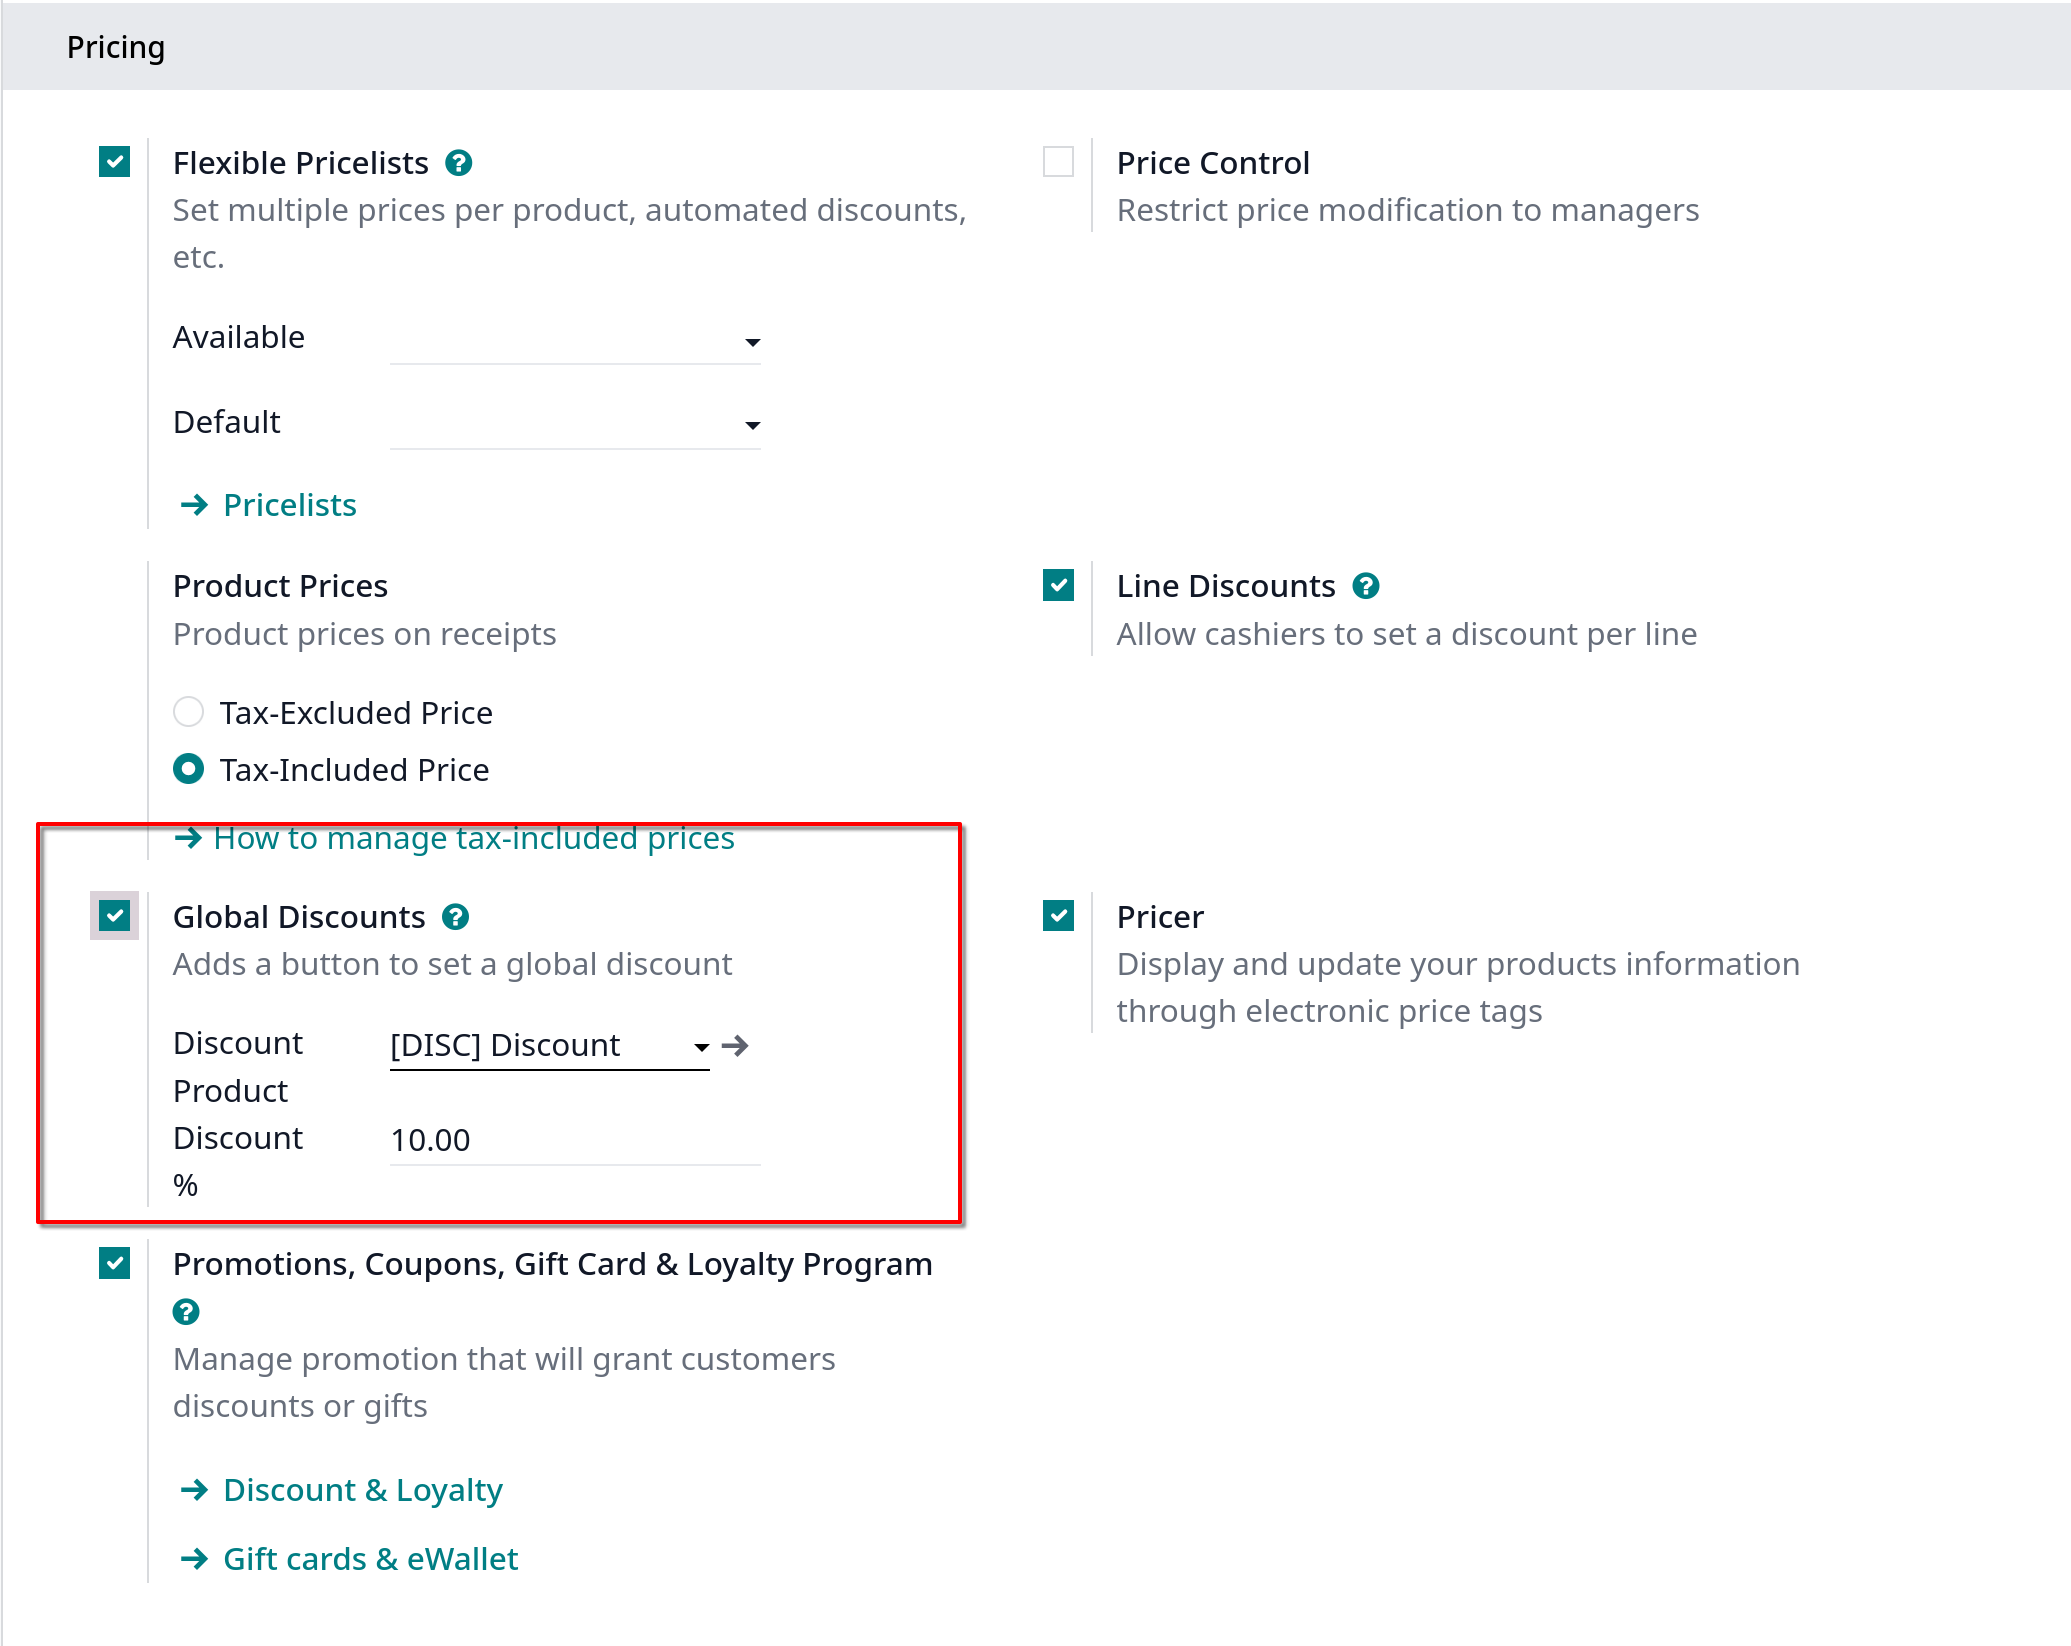 Pricing
Flexible Pricelists
Set multiple prices per product, automated discounts,
etc.
Available
Default
Pricelists
Price Control
Restrict price modification to managers
Product Prices
Product prices on receipts
Tax-Excluded Price
Tax-Included Price
How to manage tax-included prices
Line Discounts
Allow cashiers to set a discount per line
Global Discounts
Adds a button to set a global discount
Discount
Product
[DISC] Discount
Discount
%
10.00
Pricer
Display and update your products information
through electronic price tags
Promotions, Coupons, Gift Card & Loyalty Program
Manage promotion that will grant customers
discounts or gifts
Discount & Loyalty
Gift cards & eWallet